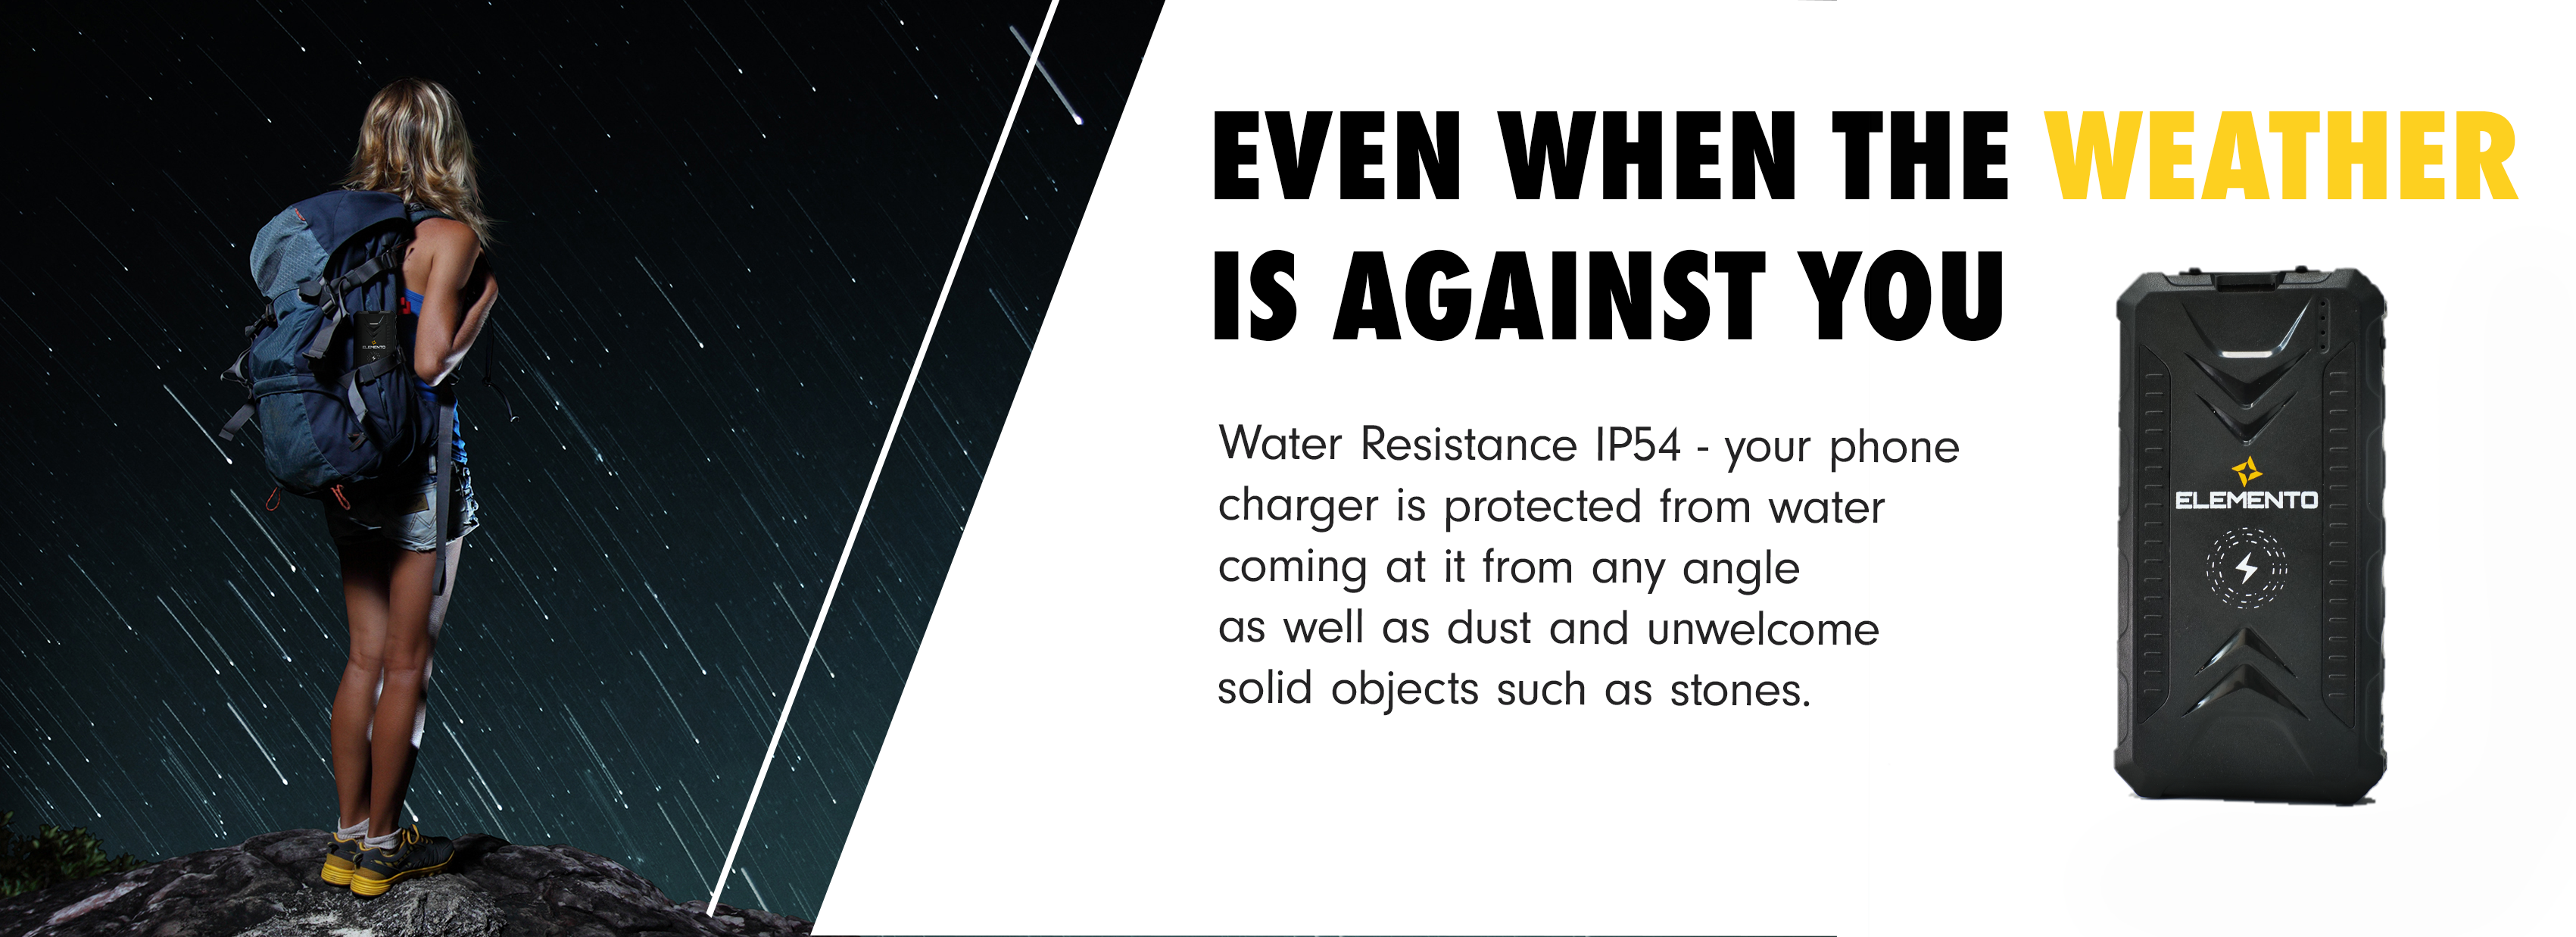 EVEN WHEN THE WEATHER
IS AGAINST YOU
Water Resistance IP54 - your phone
charger is protected from water
coming at it from any angle
as well as dust and unwelcome
solid objects such as stones.
ELEMENTO
ELEMENTO